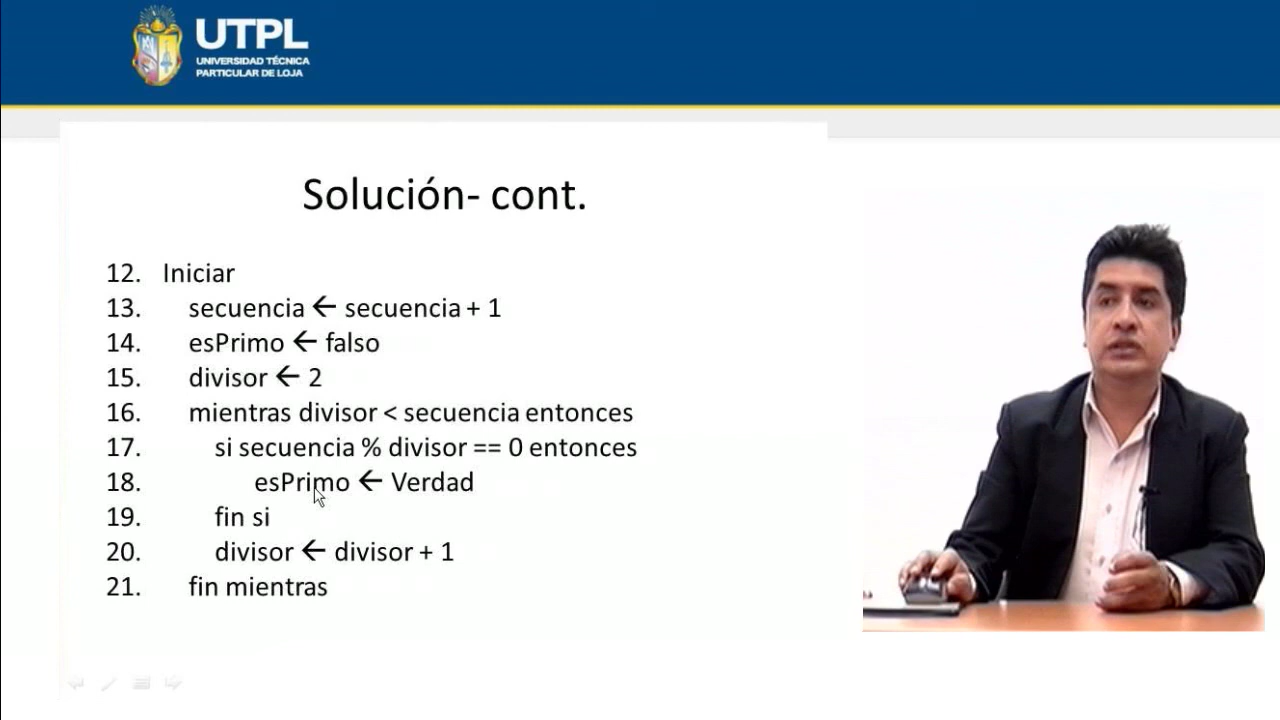 UTPL
UNIVERSIDAD TÉCNICA
PARTICULAR DE LOJA
Solución- cont.
12. Iniciar
13. secuencia ← secuencia + 1
14. esPrimo ← falso
15. divisor ← 2
16. mientras divisor < secuencia entonces
17. si secuencia % divisor == 0 entonces
18. esPrimo ← Verdad
19. fin si
20. divisor ← divisor + 1
21. fin mientras